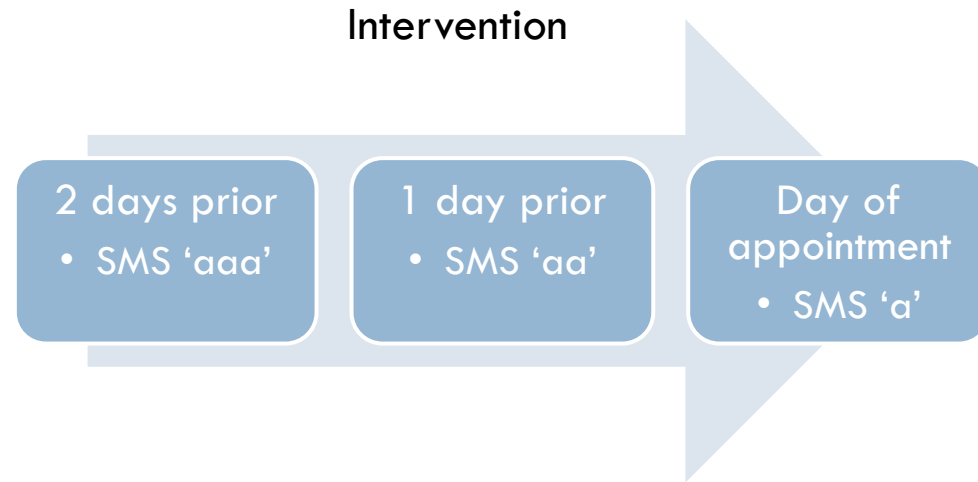 Intervention
2 days prior
• SMS ‘aaa’
1 day prior
• SMS ‘aa’
Day of
appointment
• SMS ‘a’